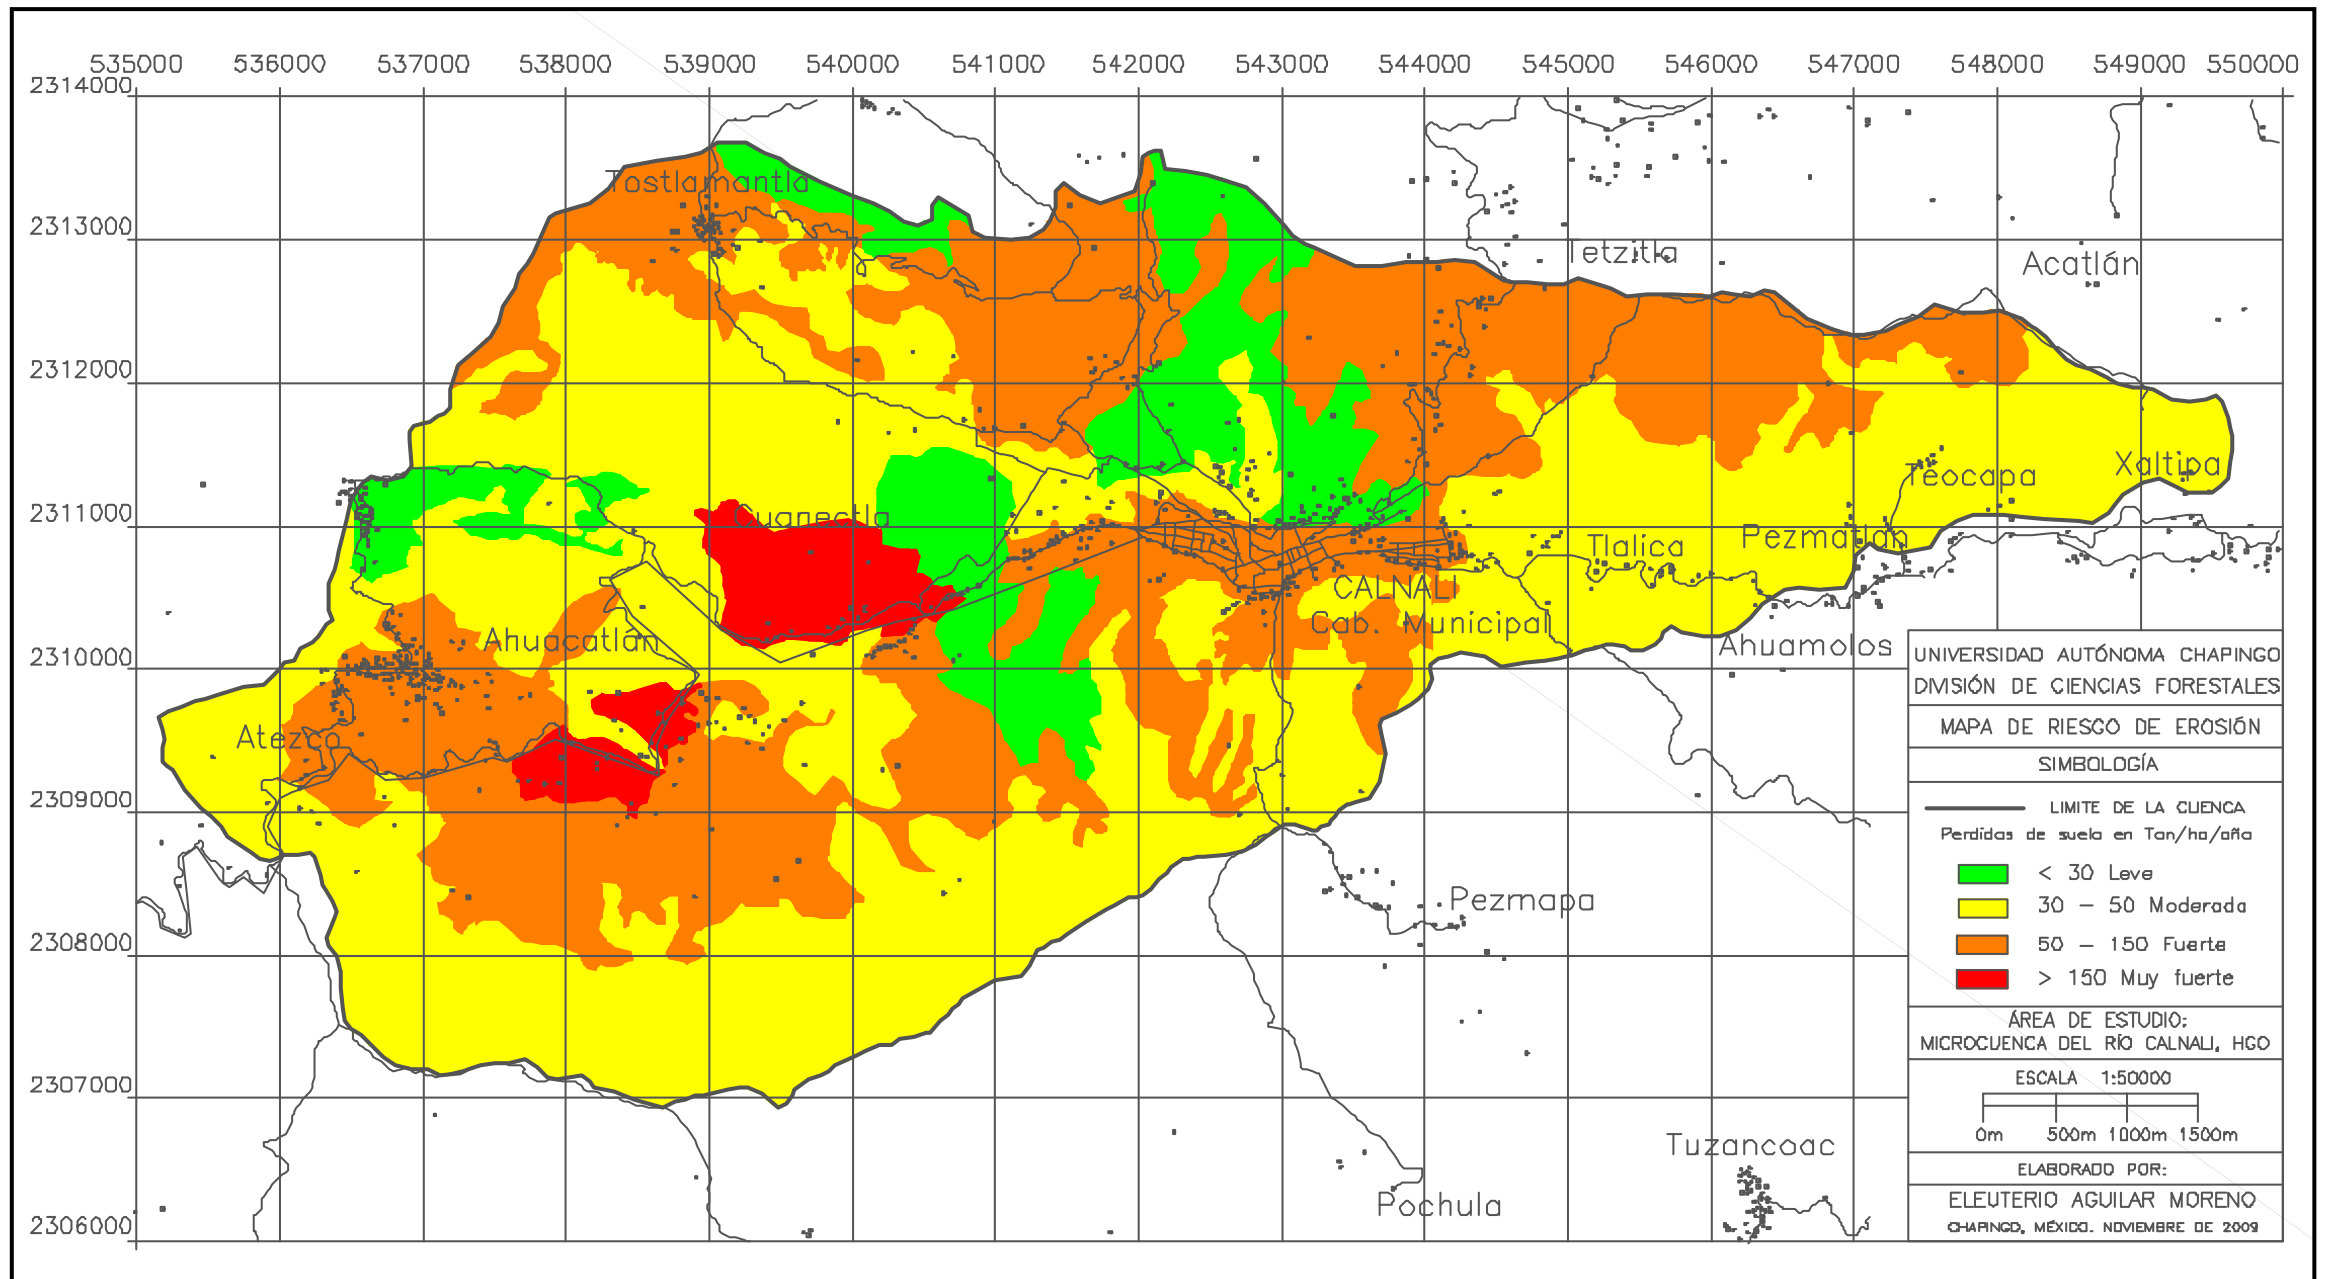 535000 536000 537000 538000 539000 540000 541000 542000 543000 544000 545000 546000 547000 548000 549000 550000
2314000
Tostlamantla
2313000
Tetzitla
Acatlán
2312000
Xaltipa
Teocapa
2311000
Cuanectla
Pezmatlan
Tlalica
CALNALI
Cab. Municipal
Ahuacatlán
Ahuamolos
2310000
Atezco
2309000
Pezmapa
2308000
2307000
Tuzancoac
Pochula
2306000
UNIVERSIDAD AUTÓNOMA CHAPINGO
DIVISIÓN DE CIENCIAS FORESTALES
MAPA DE RIESGO DE EROSIÓN
SIMBOLOGÍA
LIMITE DE LA CUENCA
Perdidas de suelo en Ton/ha/año
< 30 Leve
30 – 50 Moderada
50 – 150 Fuerte
> 150 Muy fuerte
ÁREA DE ESTUDIO:
MICROCUENCA DEL RÍO CALNALI, HGO
ESCALA 1:50000
0m 500m 1000m 1500m
ELABORADO POR:
ELEUTERIO AGUILAR MORENO
CHAPINGO, MÉXICO. NOVIEMBRE DE 2009